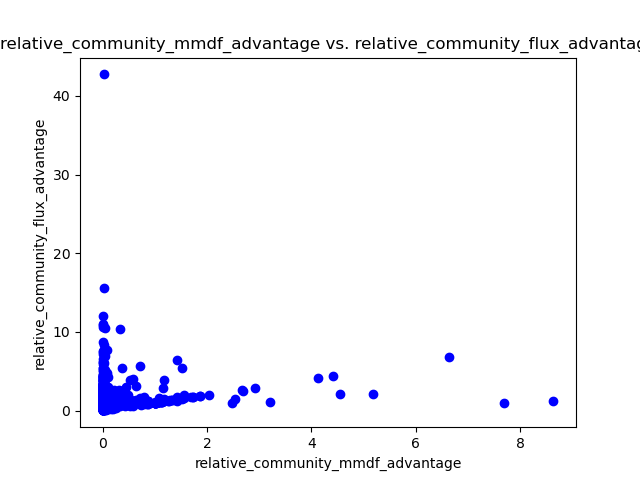 relative_community_mmdf_advantage vs. relative_community_flux_advantag
40
30
20
10
0
relative_community_flux_advantage
0 2 4 6 8
relative_community_mmdf_advantage